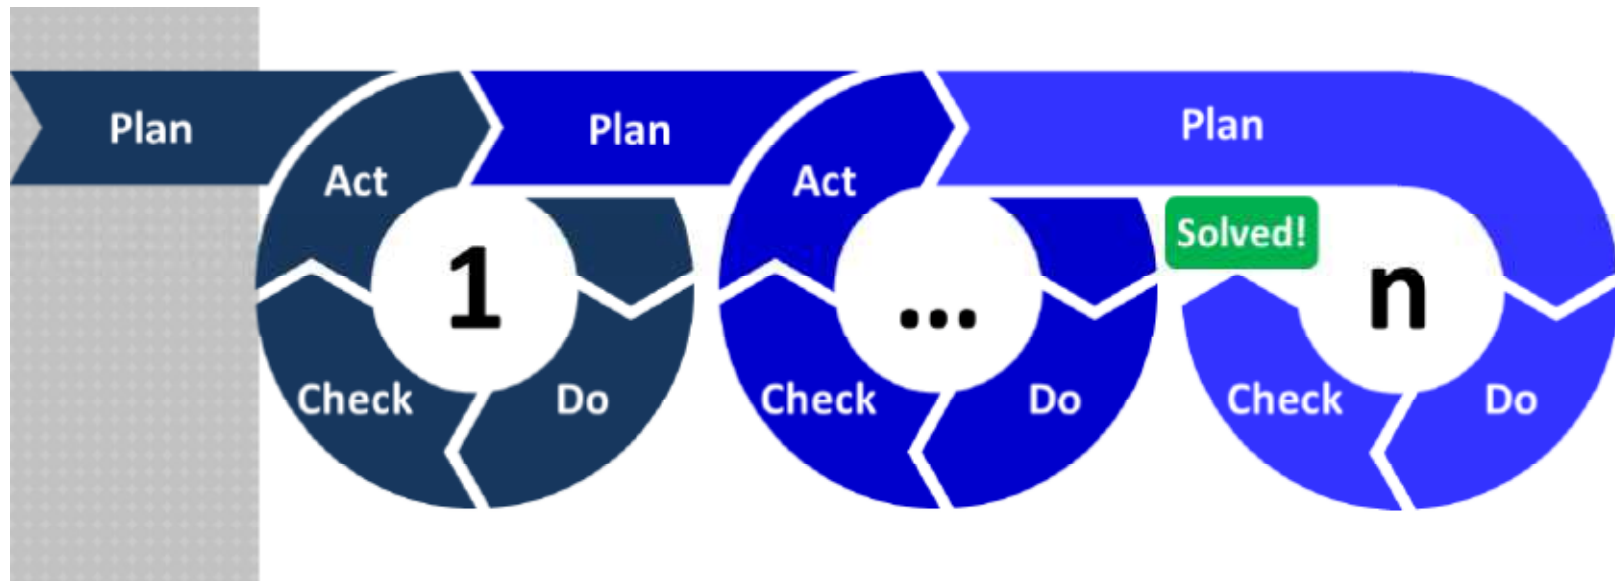 Plan
Plan
Plan
Act
Act
Solved!
1
...
n
Check
Do
Check
Do
Check
Do